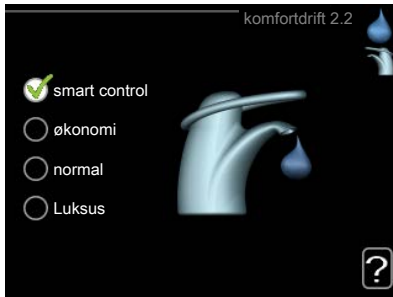 komfortdrift 2.2
smart control
økonomi
normal
Luksus
?